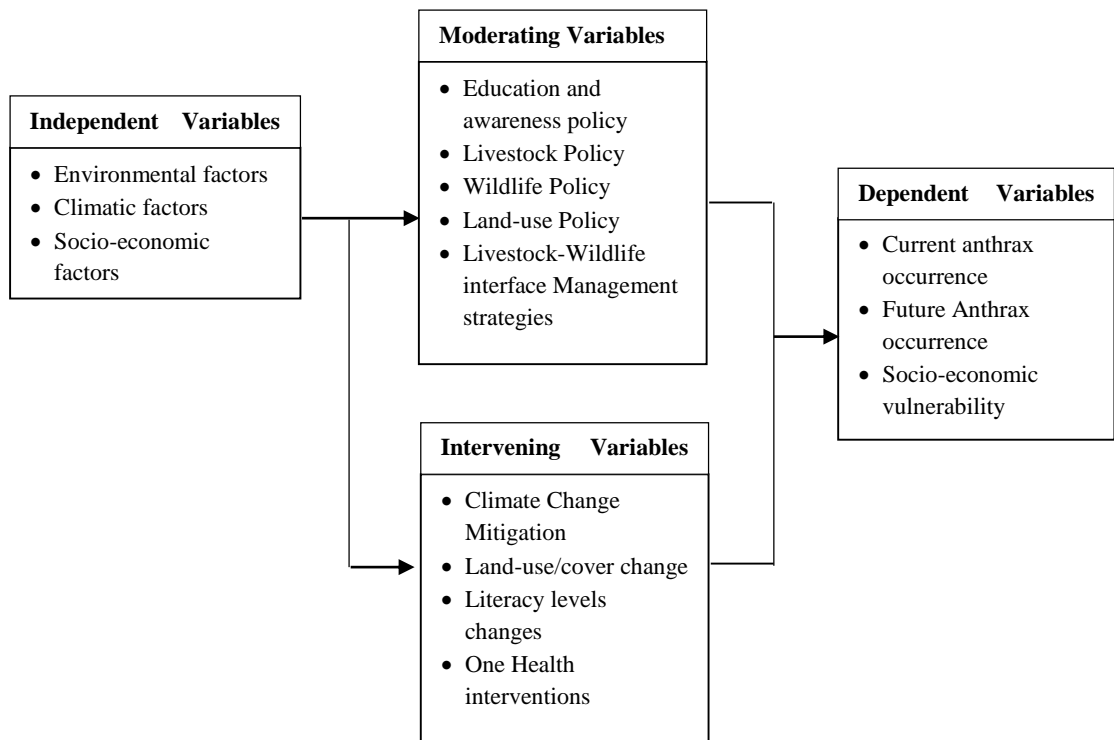 Independent Variables
• Environmental factors
• Climatic factors
• Socio-economic
factors
Moderating Variables
• Education and
awareness policy
• Livestock Policy
• Wildlife Policy
• Land-use Policy
• Livestock-Wildlife
interface Management
strategies
Intervening Variables
• Climate Change
Mitigation
• Land-use/cover change
• Literacy levels
changes
• One Health
interventions
Dependent Variables
• Current anthrax
occurrence
• Future Anthrax
occurrence
• Socio-economic
vulnerability